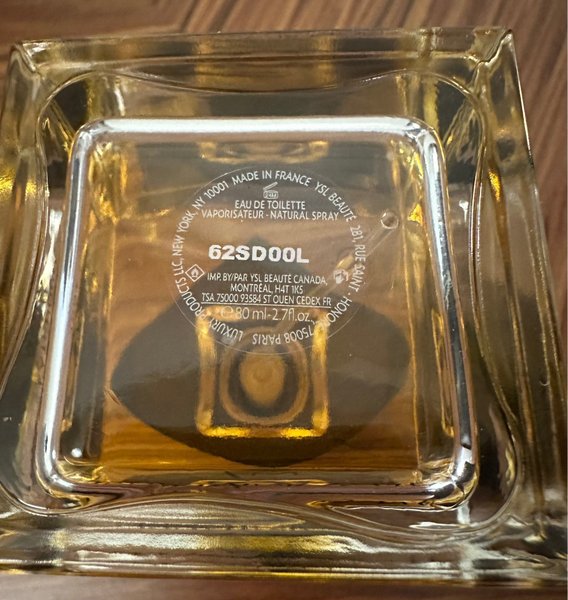 MADE IN FRANCE YSL BEAUTÉ 281, RUE SAINT-HONORÉ 75008 PARIS LUXURY PRODUCTS LLC, NEW YORK, NY 10001
24M
EAU DE TOILETTE
VAPORISATEUR - NATURAL SPRAY
62SD00L
IMP. BY/PAR YSL BEAUTÉ CANADA,
MONTRÉAL, H4T 1K5
TSA 75000 93584 ST OUEN CEDEX FR
℮ 80 ml-2.7fl.oz.